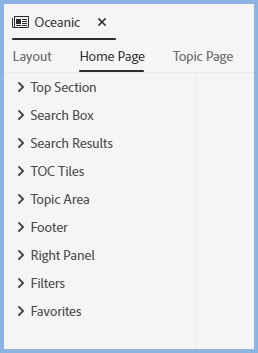 Oceanic
Layout Home Page Topic Page
Top Section
Search Box
Search Results
TOC Tiles
Topic Area
Footer
Right Panel
Filters
Favorites